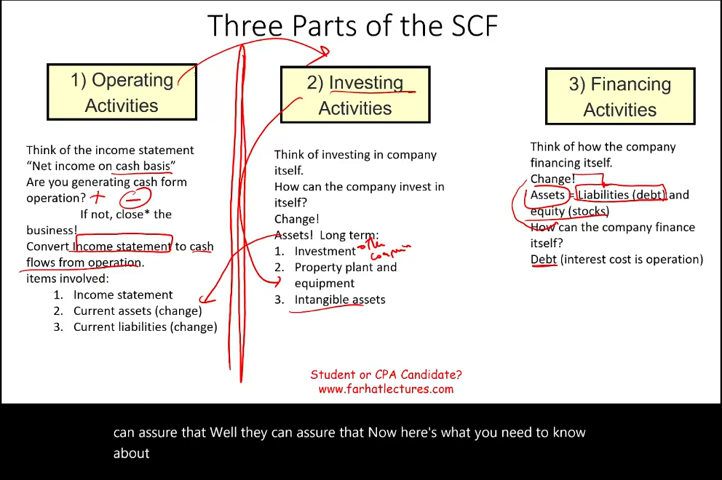 Three Parts of the SCF
1) Operating
Activities
Think of the income statement
"Net income on cash basis"
Are you generating cash form
operation? + −
If not, close* the
business!
Convert Income statement to cash
flows from operation.
items involved:
1. Income statement
2. Current assets (change)
3. Current liabilities (change)
2) Investing
Activities
Think of investing in company
itself.
How can the company invest in
itself?
Change!
Assets! Long term:
1. Investment other
compan
2. Property plant and
equipment
3. Intangible assets
3) Financing
Activities
Think of how the company
financing itself.
Change!
Assets = Liabilities (debt) and
equity (stocks)
How can the company finance
itself?
Debt (interest cost is operation)
Student or CPA Candidate?
www.farhatlectures.com
can assure that Well they can assure that Now here's what you need to know
about